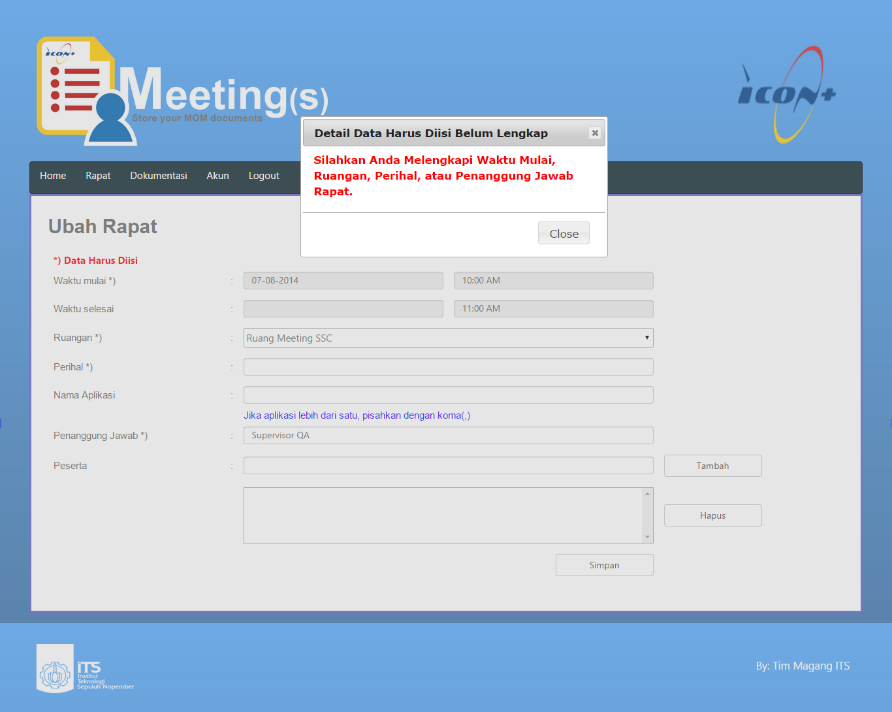 icon+
Meeting(s)
Store your MOM documents
icon+
Detail Data Harus Diisi Belum Lengkap
Silahkan Anda Melengkapi Waktu Mulai,
Ruangan, Perihal, atau Penanggung Jawab
Rapat.
Close
Home Rapat Dokumentasi Akun Logout
Ubah Rapat
*) Data Harus Diisi
Waktu mulai *) : 07-08-2014 10:00 AM
Waktu selesai : 11:00 AM
Ruangan *) : Ruang Meeting SSC
Perihal *) :
Nama Aplikasi :
Jika aplikasi lebih dari satu, pisahkan dengan koma(,)
Penanggung Jawab *) : Supervisor QA
Peserta : Tambah
Hapus
Simpan
ITS
Institut
Teknologi
Sepuluh Nopember
By: Tim Magang ITS